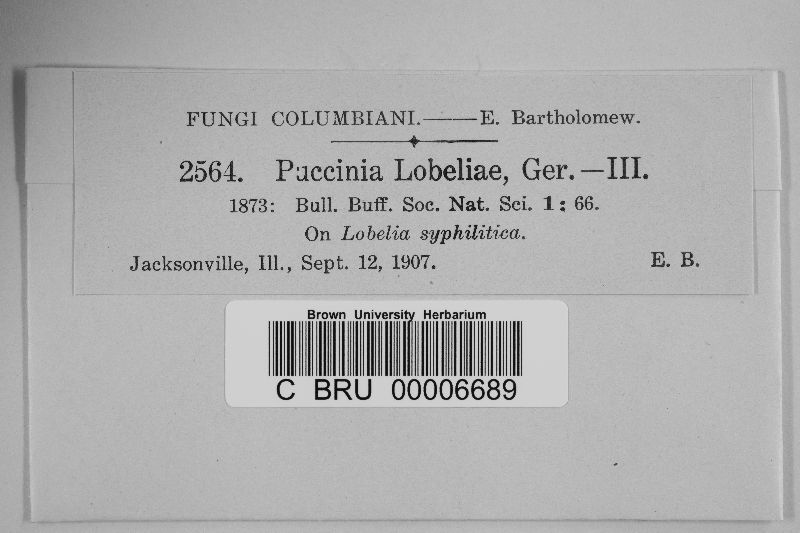 FUNGI COLUMBIANI.——E. Bartholomew.
2564. Puccinia Lobeliae, Ger.—III.
1873: Bull. Buff. Soc. Nat. Sci. 1: 66.
On Lobelia syphilitica.
Jacksonville, Ill., Sept. 12, 1907. E. B.
Brown University Herbarium
C BRU 00006689